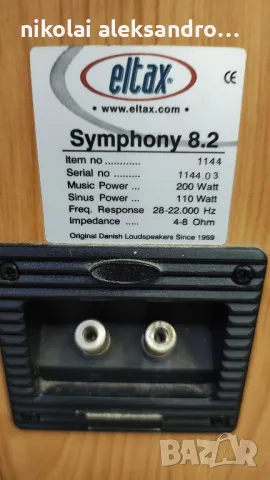 nikolai aleksandro...
eltax®
CE
• www.eltax.com •
Symphony 8.2
Item no ............ 1144
Serial no ......... 1144.03
Music Power ... 200 Watt
Sinus Power ... 110 Watt
Freq. Response 28-22.000 Hz
Impedance ..... 4-8 Ohm
Original Danish Loudspeakers Since 1959
BAZAR
.bg